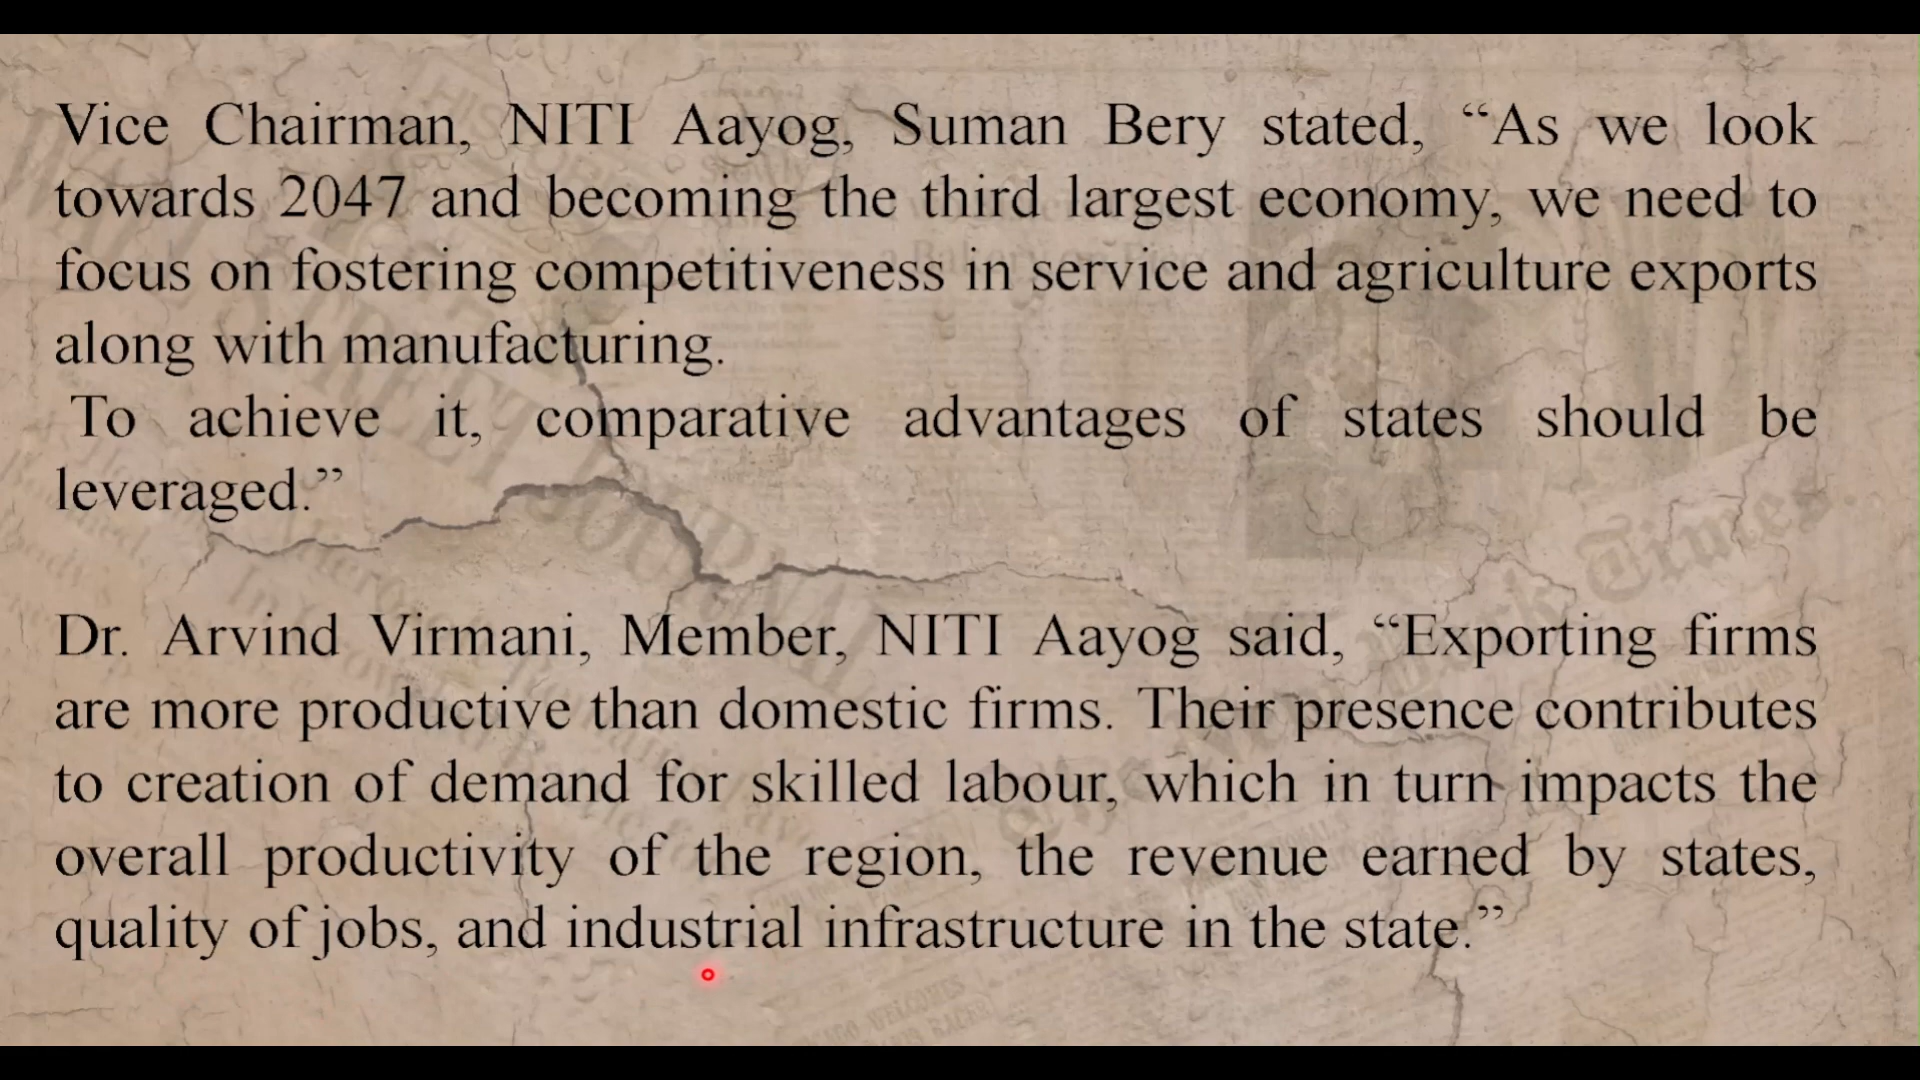 Vice Chairman, NITI Aayog, Suman Bery stated, “As we look
towards 2047 and becoming the third largest economy, we need to
focus on fostering competitiveness in service and agriculture exports
along with manufacturing.
To achieve it, comparative advantages of states should be
leveraged.”
Dr. Arvind Virmani, Member, NITI Aayog said, “Exporting firms
are more productive than domestic firms. Their presence contributes
to creation of demand for skilled labour, which in turn impacts the
overall productivity of the region, the revenue earned by states,
quality of jobs, and industrial infrastructure in the state.”